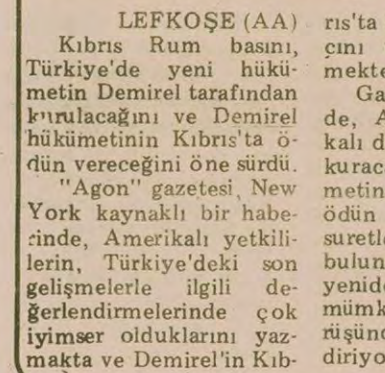 LEFKOŞE (AA)
Kıbrıs Rum basını,
Türkiye'de yeni hükü-
metin Demirel tarafından
kurulacağını ve Demirel
hükümetinin Kıbrıs'ta ö-
dün vereceğini öne sürdü.
"Agon" gazetesi, New
York kaynaklı bir habe-
rinde, Amerikalı yetkili-
lerin, Türkiye'deki son
gelişmelerle ilgili de-
ğerlendirmelerinde çok
iyimser olduklarını yaz-
makta ve Demirel'in Kıb-
rıs'ta
çını
mekte
Ga
de, A
kalı d
kurac
metin
ödün
suretle
bulun
yenide
mümk
rüşünc
diriyo